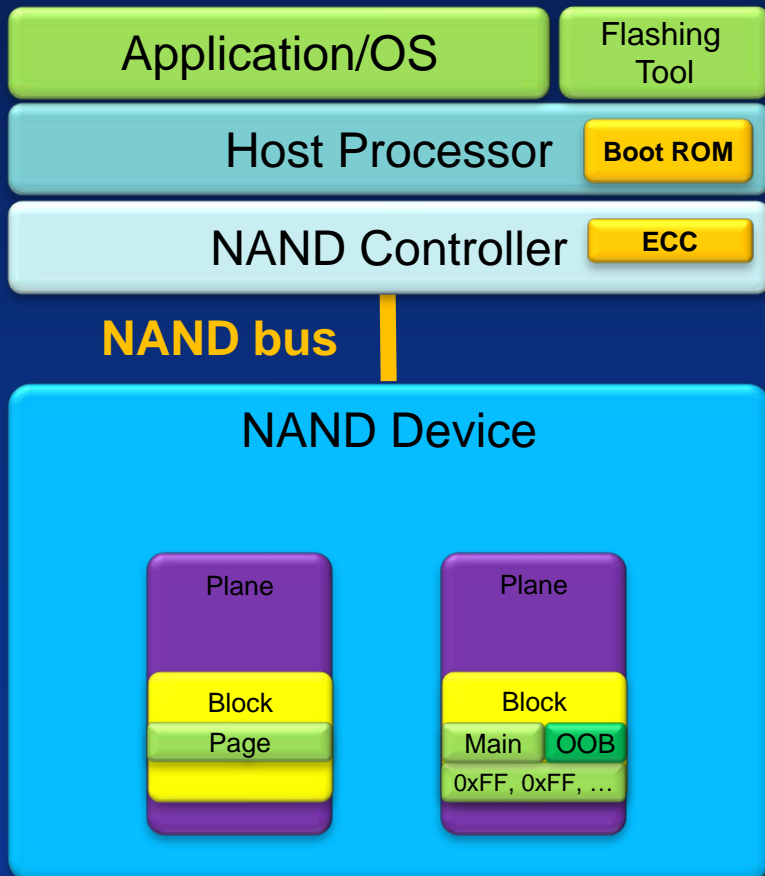 Application/OS
Flashing
Tool
Host Processor
Boot ROM
NAND Controller
ECC
NAND bus
NAND Device
Plane
Block
Page
Plane
Block
Main
OOB
0xFF, 0xFF, …